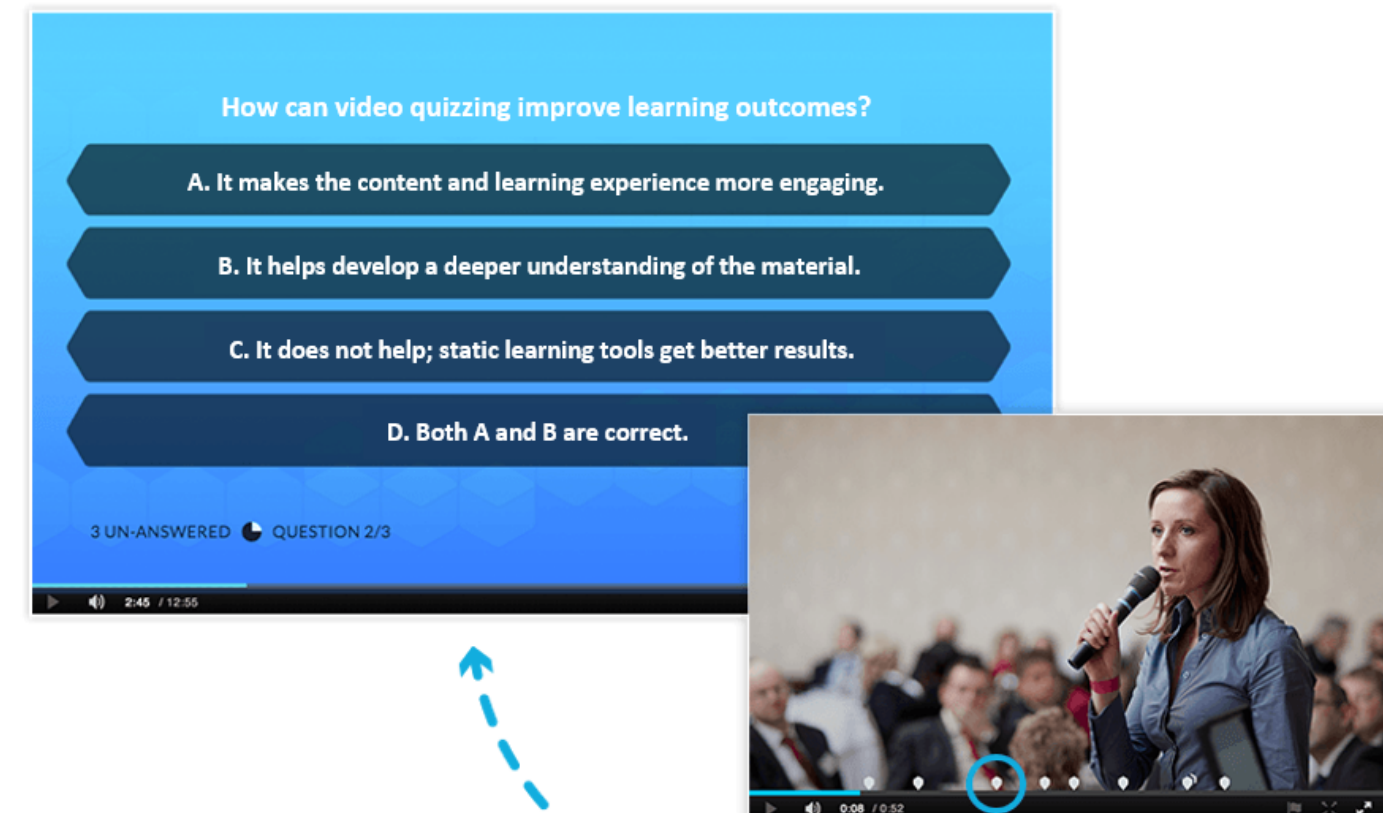 How can video quizzing improve learning outcomes?
A. It makes the content and learning experience more engaging.
B. It helps develop a deeper understanding of the material.
C. It does not help; static learning tools get better results.
D. Both A and B are correct.
3 UN-ANSWERED QUESTION 2/3
2:45 / 12:55
0:08 / 0:52